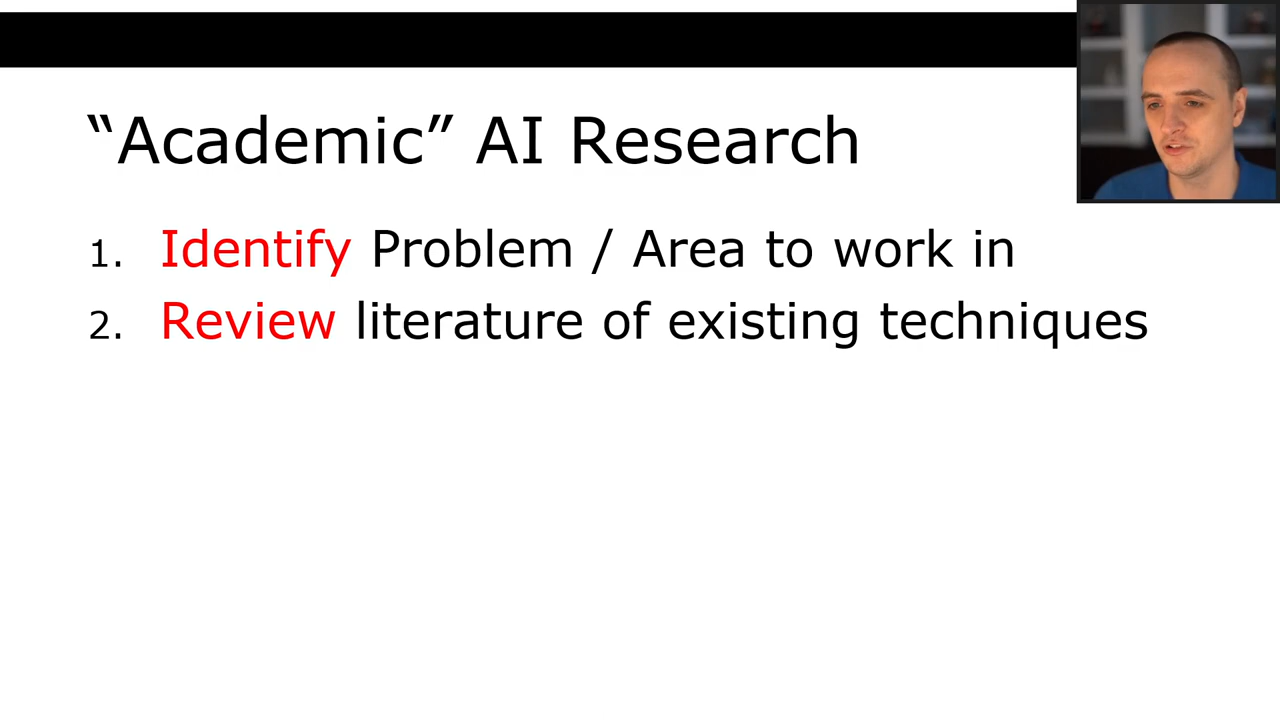 “Academic” AI Research
1. Identify Problem / Area to work in
2. Review literature of existing techniques